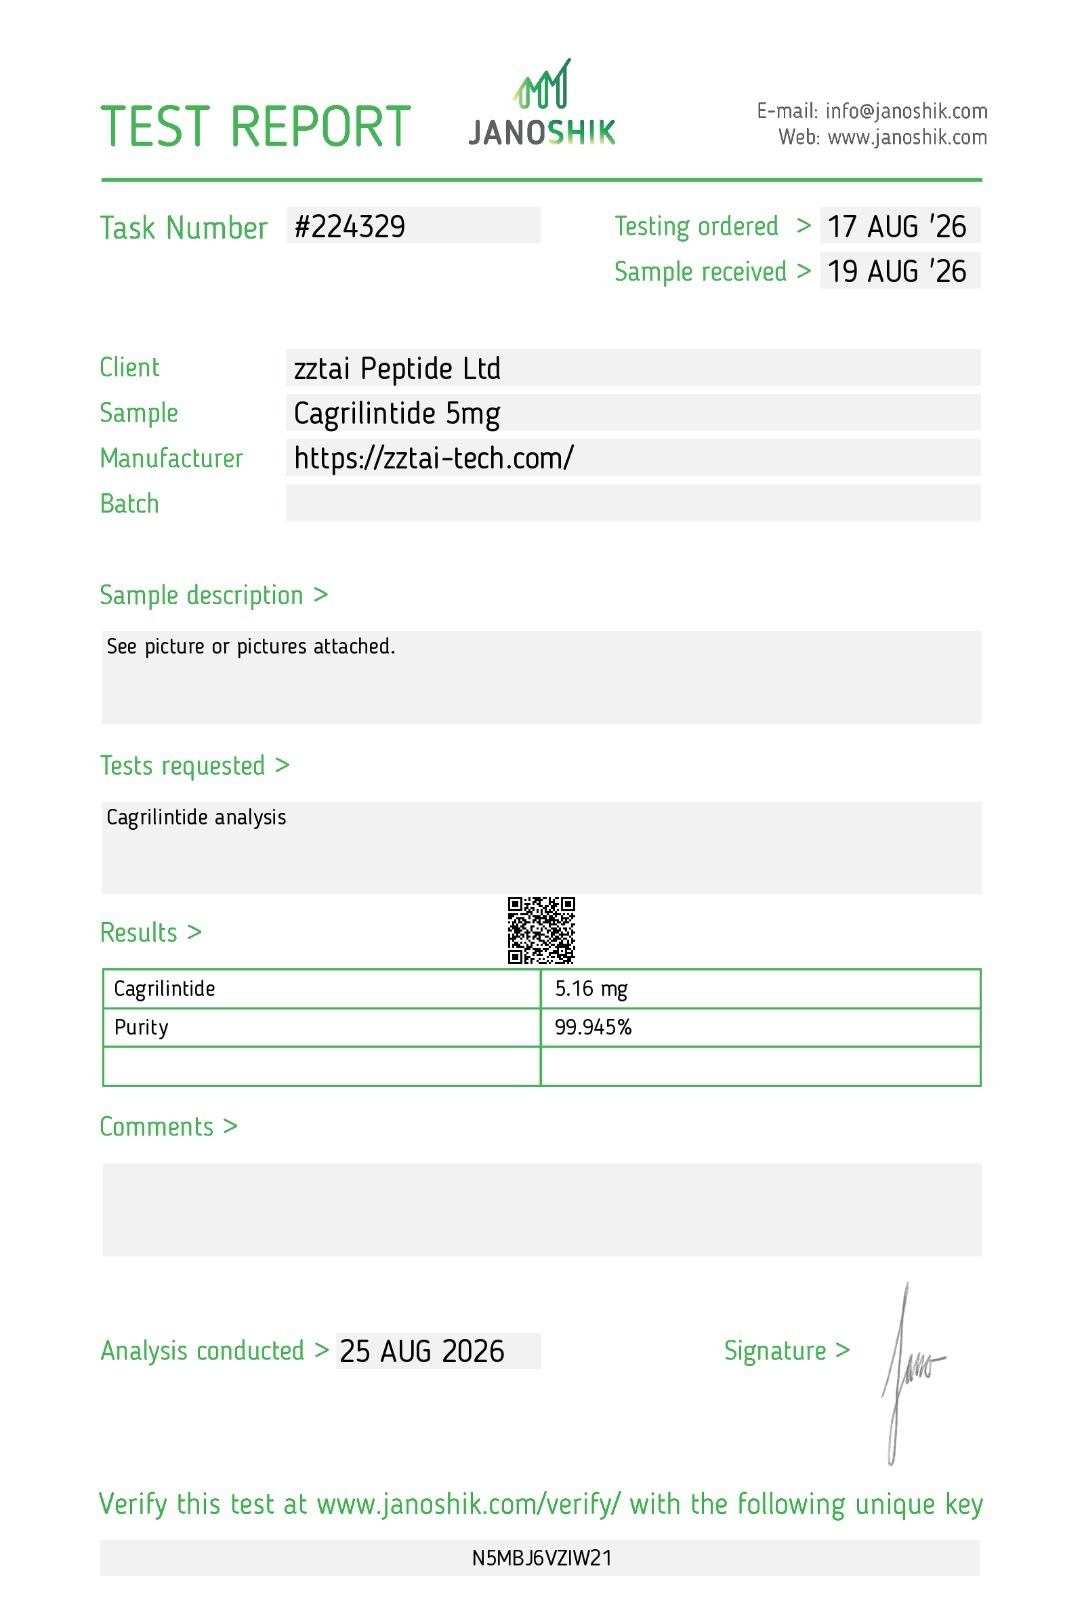 TEST REPORT
JANOSHIK
E-mail: info@janoshik.com
Web: www.janoshik.com
Task Number #224329
Testing ordered > 17 AUG '26
Sample received > 19 AUG '26
Client zztai Peptide Ltd
Sample Cagrilintide 5mg
Manufacturer https://zztai-tech.com/
Batch
Sample description >
See picture or pictures attached.
Tests requested >
Cagrilintide analysis
Results >
Cagrilintide 5.16 mg
Purity 99.945%
Comments >
Analysis conducted > 25 AUG 2026
Signature > Jano
Verify this test at www.janoshik.com/verify/ with the following unique key
N5MBJ6VZIW21